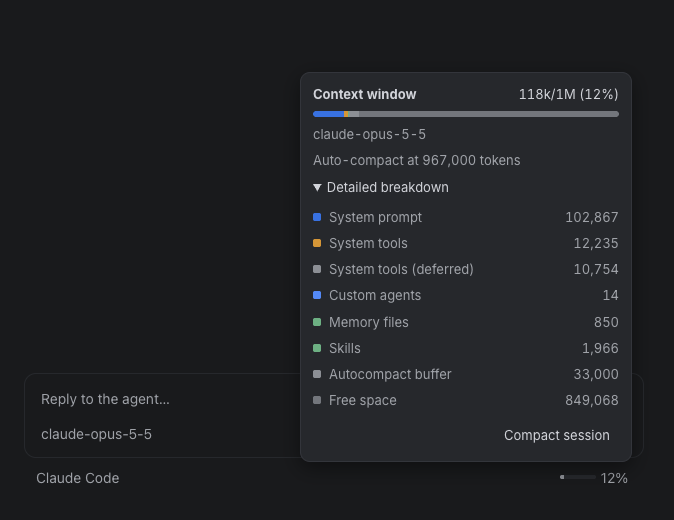 Context window 118k/1M (12%)
claude-opus-5-5
Auto-compact at 967,000 tokens
▼ Detailed breakdown
System prompt 102,867
System tools 12,235
System tools (deferred) 10,754
Custom agents 14
Memory files 850
Skills 1,966
Autocompact buffer 33,000
Free space 849,068
Compact session
Reply to the agent...
claude-opus-5-5
Claude Code 12%